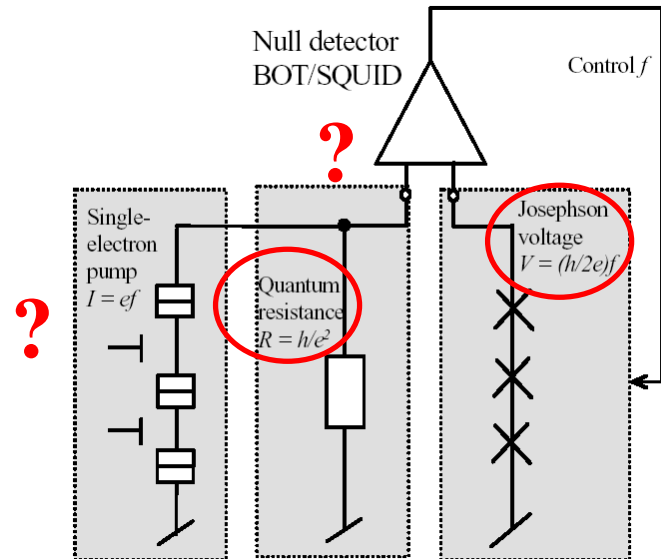 Null detector
BOT/SQUID
Control f
?
Single-
electron
pump
I = ef
?
Quantum
resistance
R = h/e²
Josephson
voltage
V = (h/2e)f